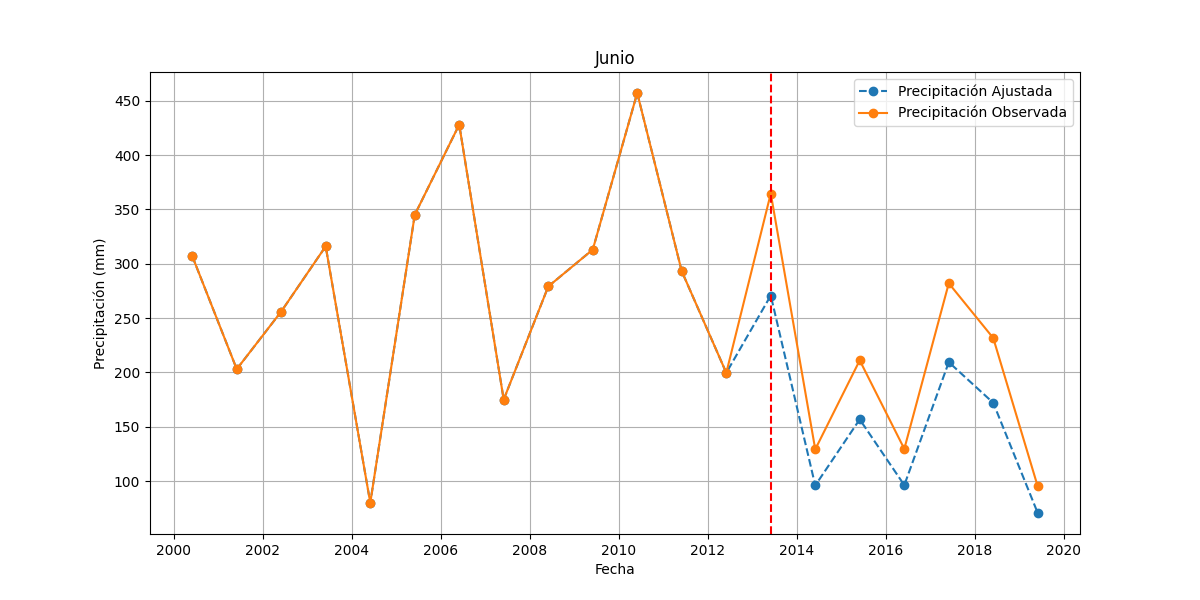 Junio
Precipitación Ajustada
Precipitación Observada
Precipitación (mm)
450
400
350
300
250
200
150
100
2000 2002 2004 2006 2008 2010 2012 2014 2016 2018 2020
Fecha